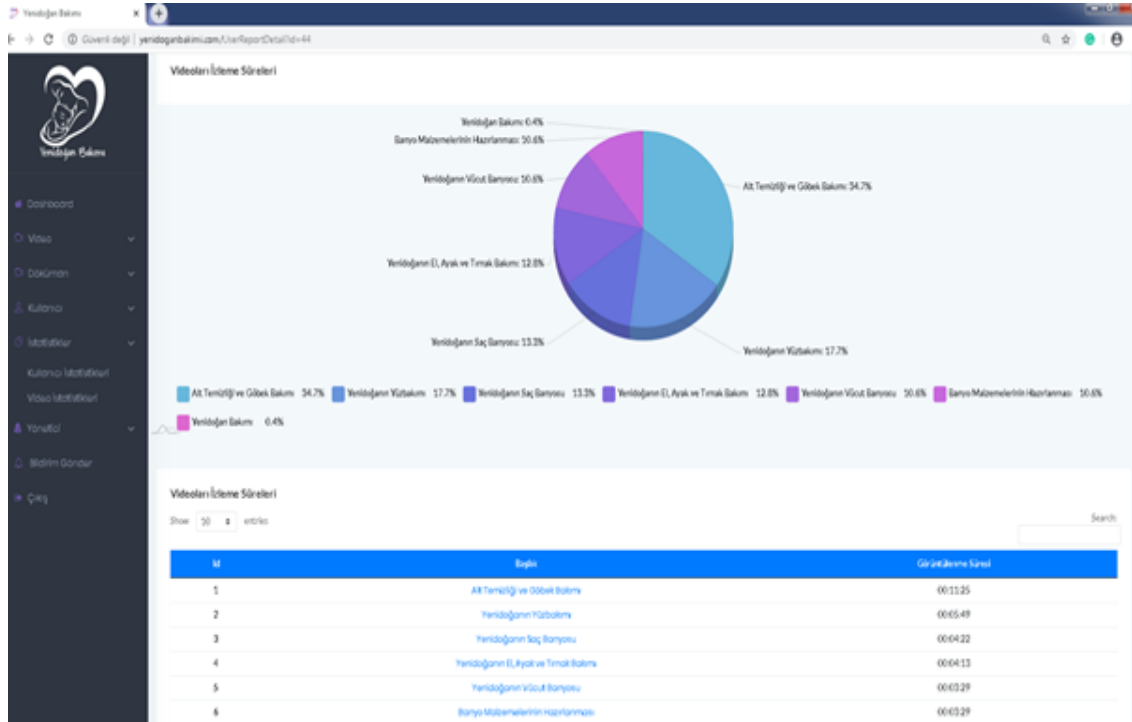 Yenidoğan Bakımı
Güvenli değil | yenidoganbakimi.com/UserReportDetail?id=44
Yenidoğan Bakımı
Dashboard
Video
Döküman
Kullanıcı
İstatistikler
Kullanıcı İstatistikleri
Video İstatistikleri
Yönetici
Bildirim Gönder
Çıkış
Videoları İzleme Süreleri
Yenidoğan Bakımı: 0.4%
Banyo Malzemelerinin Hazırlanması: 10.6%
Yenidoğanın Vücut Banyosu: 10.6%
Alt Temizliği ve Göbek Bakımı: 34.7%
Yenidoğanın El, Ayak ve Tırnak Bakımı: 12.8%
Yenidoğanın Saç Banyosu: 13.3%
Yenidoğanın Yüzbakımı: 17.7%
Alt Temizliği ve Göbek Bakımı 34.7% Yenidoğanın Yüzbakımı 17.7% Yenidoğanın Saç Banyosu 13.3% Yenidoğanın El, Ayak ve Tırnak Bakımı 12.8% Yenidoğanın Vücut Banyosu 10.6% Banyo Malzemelerinin Hazırlanması 10.6%
Yenidoğan Bakımı 0.4%
Videoları İzleme Süreleri
Show 10 entries
Search:
Id Başlık Görüntülenme Süresi
1 Alt Temizliği ve Göbek Bakımı 00:11:25
2 Yenidoğanın Yüzbakımı 00:05:49
3 Yenidoğanın Saç Banyosu 00:04:22
4 Yenidoğanın El, Ayak ve Tırnak Bakımı 00:04:13
5 Yenidoğanın Vücut Banyosu 00:03:29
6 Banyo Malzemelerinin Hazırlanması 00:03:29